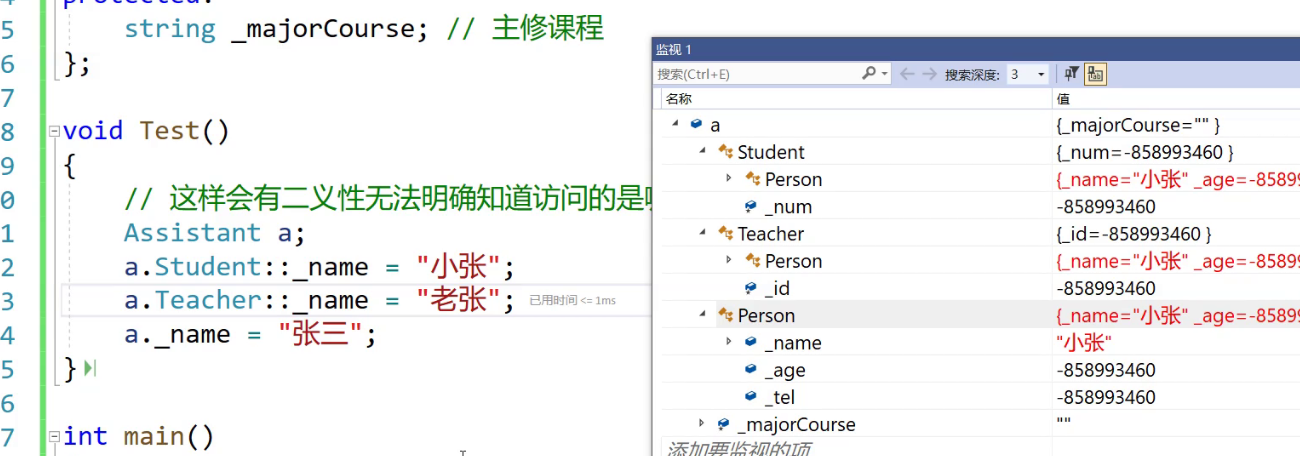 protected:
5 string _majorCourse; // 主修课程
6 };
7
8 void Test()
9 {
0 // 这样会有二义性无法明确知道访问的是
1 Assistant a;
2 a.Student::_name = "小张";
3 a.Teacher::_name = "老张"; 已用时间 <= 1ms
4 a._name = "张三";
5 }
6
7 int main()
监视 1
搜索(Ctrl+E) 搜索深度: 3
名称 值
a {_majorCourse="" }
Student {_num=-858993460 }
Person {_name="小张" _age=-85899
_num -858993460
Teacher {_id=-858993460 }
Person {_name="小张" _age=-85899
_id -858993460
Person {_name="小张" _age=-85899
_name "小张"
_age -858993460
_tel -858993460
_majorCourse ""
添加要监视的项